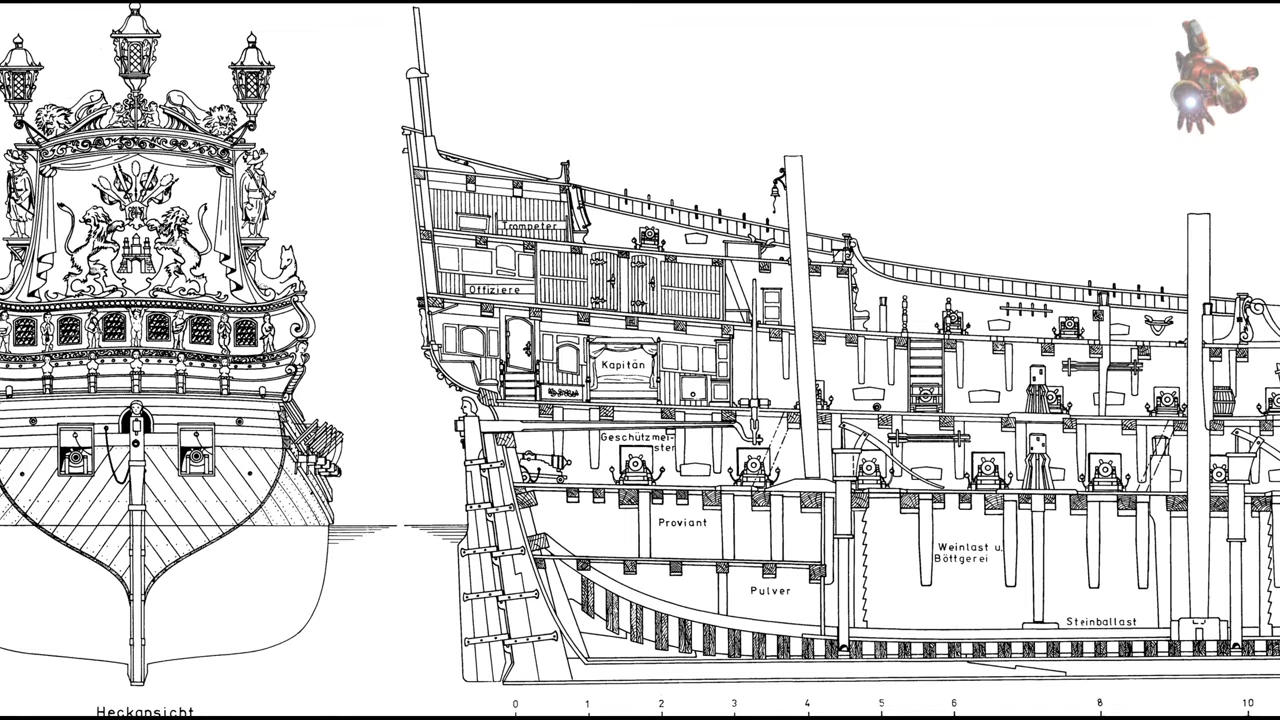 Trompeter
Offiziere
Kapitän
Geschützmei-
ster
Proviant
Weinlast u.
Böttgerei
Pulver
Steinballast
0 1 2 3 4 5 6 8 10
Heckansicht